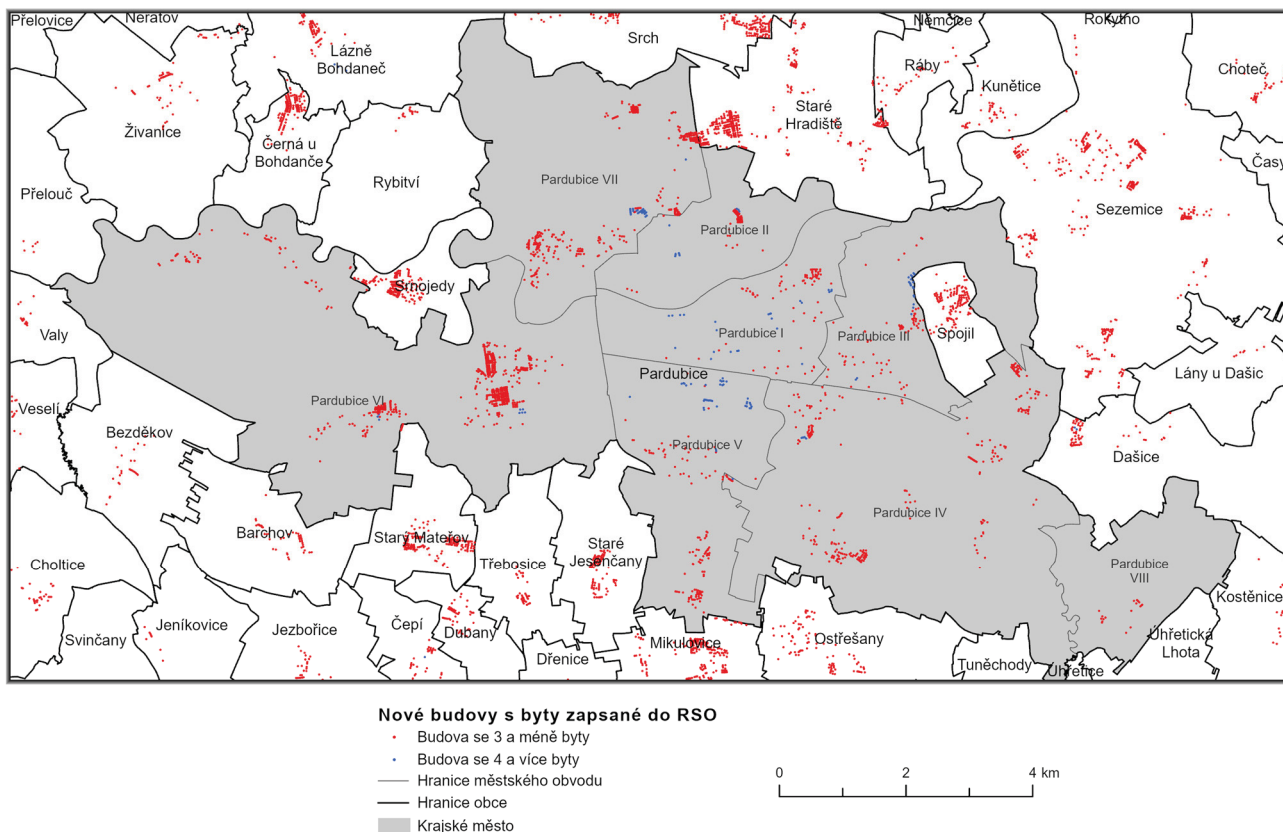 Přelovice
Neratov
Srch
Němčice
Rokytno
Lázně
Bohdaneč
Ráby
Choteč
Kunětice
Staré
Hradiště
Živanice
Černá u
Bohdanče
Časy
Rybitví
Pardubice VII
Přelouč
Sezemice
Pardubice II
Srnojedy
Valy
Pardubice I
Pardubice III
Spojil
Pardubice
Lány u Dašic
Veselí
Pardubice VI
Bezděkov
Pardubice V
Dašice
Pardubice IV
Barchov
Starý Mateřov
Staré
Jesenčany
Choltice
Třebosice
Pardubice
VIII
Kostěnice
Jeníkovice
Jezbořice
Čepí
Dubany
Svinčany
Mikulovice
Ostřešany
Úhřetická
Lhota
Dřenice
Tuněchody
Úhřetice
Nové budovy s byty zapsané do RSO
Budova se 3 a méně byty
Budova se 4 a více byty
Hranice městského obvodu
Hranice obce
Krajské město
0 2 4 km